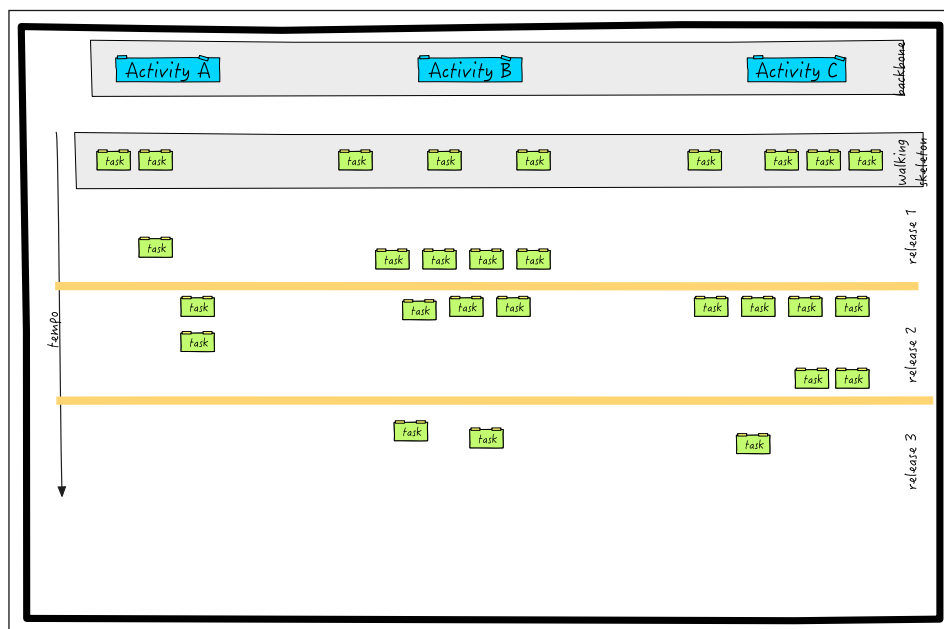 Activity A
Activity B
Activity C
backbone
task
task
task
task
task
task
task
task
task
walking
skeleton
task
task
task
task
task
release 1
task
task
task
task
task
task
task
task
tempo
task
release 2
task
task
task
task
task
release 3